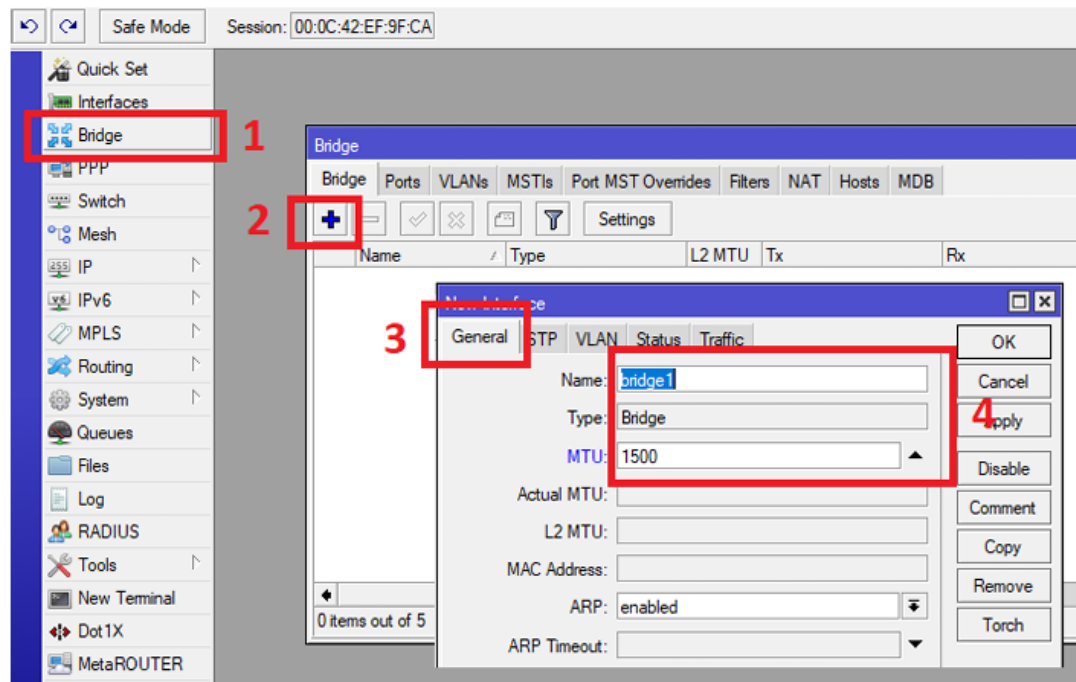 Safe Mode Session: 00:0C:42:EF:9F:CA
Quick Set
Interfaces
Bridge
PPP
Switch
Mesh
IP
IPv6
MPLS
Routing
System
Queues
Files
Log
RADIUS
Tools
New Terminal
Dot1X
MetaROUTER
1
Bridge
Bridge Ports VLANs MSTIs Port MST Overrides Filters NAT Hosts MDB
2
Settings
Name Type L2 MTU Tx Rx
0 items out of 5
New Interface
3
General STP VLAN Status Traffic
Name: bridge1
Type: Bridge
MTU: 1500
4
Actual MTU:
L2 MTU:
MAC Address:
ARP: enabled
ARP Timeout:
OK
Cancel
Apply
Disable
Comment
Copy
Remove
Torch